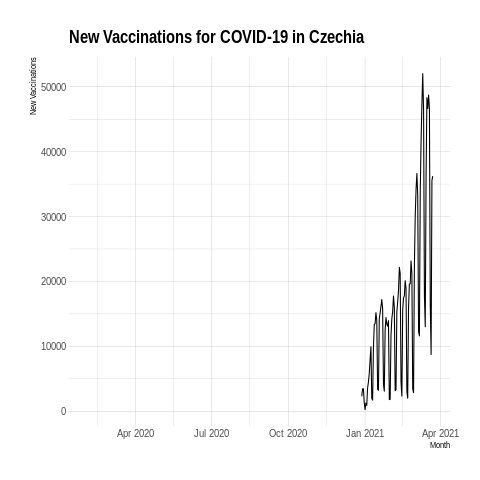 New Vaccinations for COVID-19 in Czechia
New Vaccinations
50000
40000
30000
20000
10000
0
Apr 2020 Jul 2020 Oct 2020 Jan 2021 Apr 2021
Month